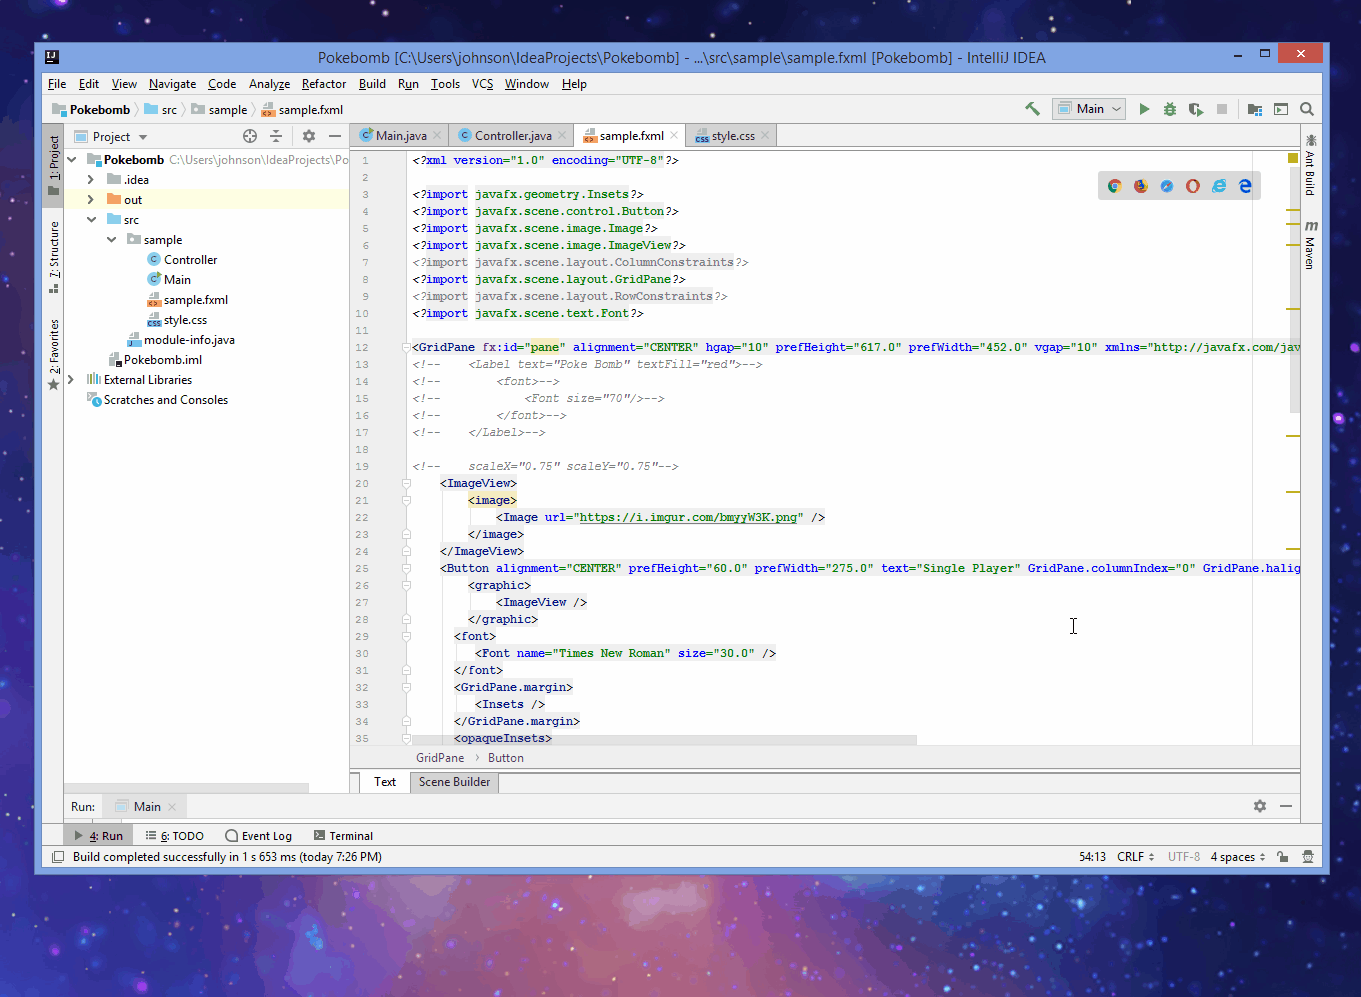 Pokebomb [C:\Users\johnson\IdeaProjects\Pokebomb] - ...\src\sample\sample.fxml [Pokebomb] - IntelliJ IDEA
File Edit View Navigate Code Analyze Refactor Build Run Tools VCS Window Help
Pokebomb src sample sample.fxml Main
Project
Main.java Controller.java sample.fxml style.css
1: Project
7: Structure
2: Favorites
Pokebomb C:\Users\johnson\IdeaProjects\Po
.idea
out
src
sample
Controller
Main
sample.fxml
style.css
module-info.java
Pokebomb.iml
External Libraries
Scratches and Consoles
1 <?xml version="1.0" encoding="UTF-8"?>
2
3 <?import javafx.geometry.Insets?>
4 <?import javafx.scene.control.Button?>
5 <?import javafx.scene.image.Image?>
6 <?import javafx.scene.image.ImageView?>
7 <?import javafx.scene.layout.ColumnConstraints?>
8 <?import javafx.scene.layout.GridPane?>
9 <?import javafx.scene.layout.RowConstraints?>
10 <?import javafx.scene.text.Font?>
11
12 <GridPane fx:id="pane" alignment="CENTER" hgap="10" prefHeight="617.0" prefWidth="452.0" vgap="10" xmlns="http://javafx.com/jav
13 <!--    <Label text="Poke Bomb" textFill="red">-->
14 <!--        <font>-->
15 <!--            <Font size="70"/>-->
16 <!--        </font>-->
17 <!--    </Label>-->
18
19 <!--    scaleX="0.75" scaleY="0.75"-->
20 <ImageView>
21 <image>
22 <Image url="https://i.imgur.com/bmyyW3K.png" />
23 </image>
24 </ImageView>
25 <Button alignment="CENTER" prefHeight="60.0" prefWidth="275.0" text="Single Player" GridPane.columnIndex="0" GridPane.halig
26 <graphic>
27 <ImageView />
28 </graphic>
29 <font>
30 <Font name="Times New Roman" size="30.0" />
31 </font>
32 <GridPane.margin>
33 <Insets />
34 </GridPane.margin>
35 <opaqueInsets>
Ant Build
Maven
GridPane Button
Text Scene Builder
Run: Main
4: Run 6: TODO Event Log Terminal
Build completed successfully in 1 s 653 ms (today 7:26 PM) 54:13 CRLF UTF-8 4 spaces